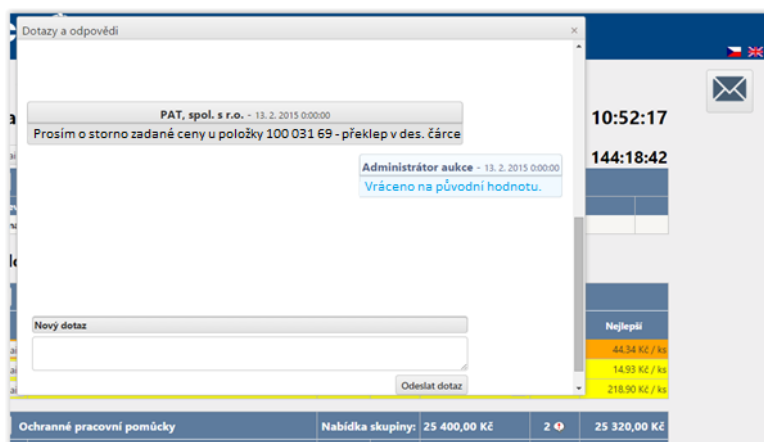 Dotazy a odpovědi
PAT, spol. s r.o. - 13. 2. 2015 0:00:00
Prosím o storno zadané ceny u položky 100 031 69 - překlep v des. čárce
10:52:17
Administrátor aukce - 13. 2. 2015 0:00:00
144:18:42
Vráceno na původní hodnotu.
Nový dotaz
Nejlepší
44.34 Kč / ks
14.93 Kč / ks
Odeslat dotaz
218.90 Kč / ks
Ochranné pracovní pomůcky Nabídka skupiny: 25 400,00 Kč 2 25 320,00 Kč